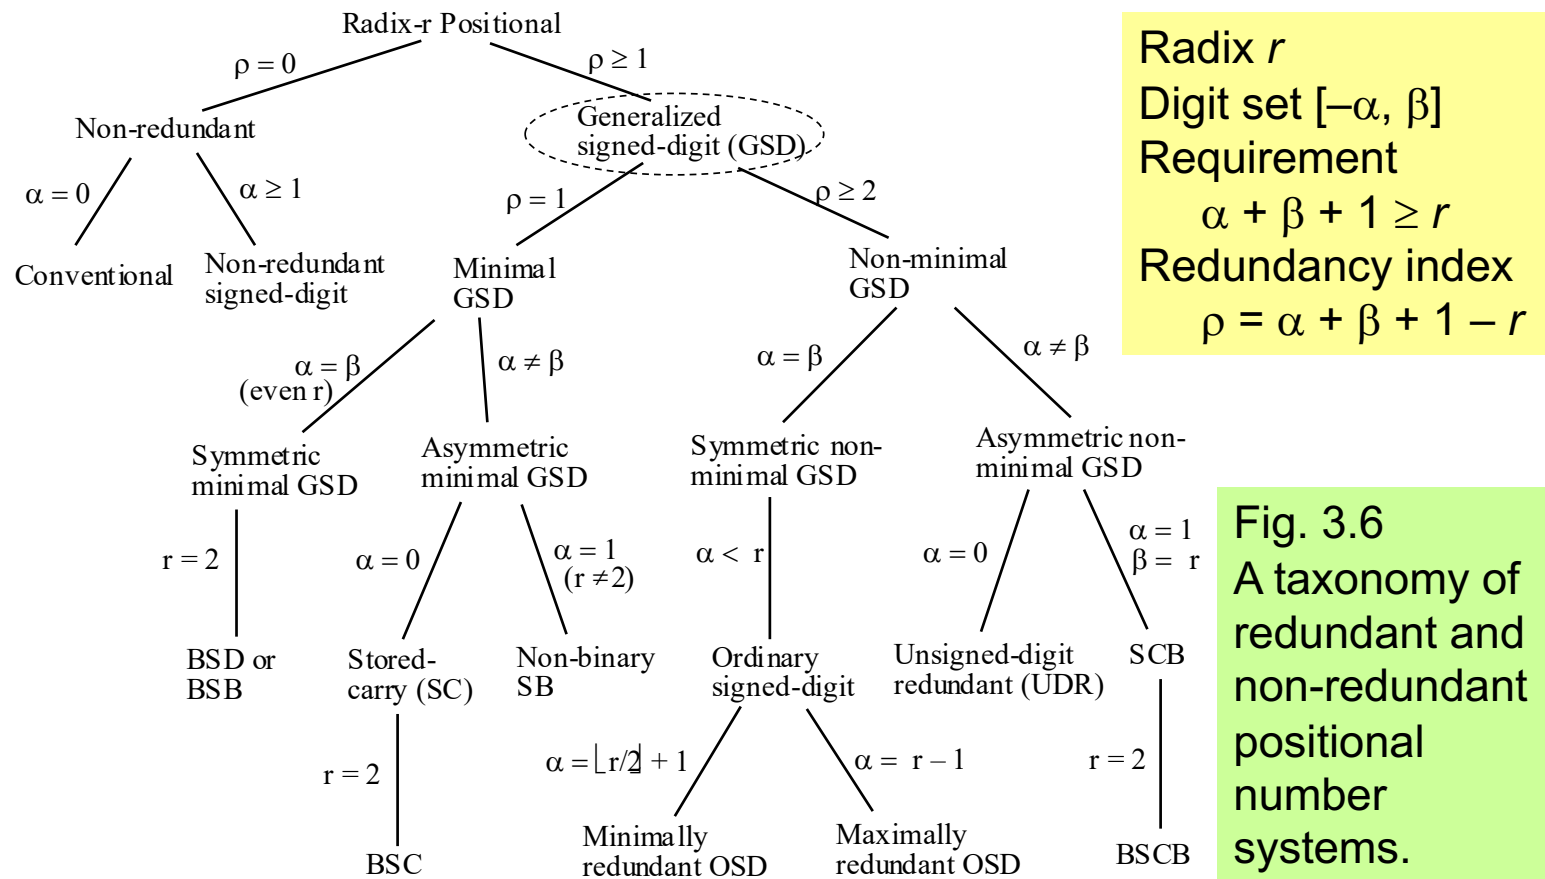 Radix-r Positional
ρ = 0
ρ ≥ 1
Non-redundant
Generalized
signed-digit (GSD)
α = 0
α ≥ 1
ρ = 1
ρ ≥ 2
Conventional
Non-redundant
signed-digit
Minimal
GSD
Non-minimal
GSD
α = β
(even r)
α ≠ β
α = β
α ≠ β
Symmetric
minimal GSD
Asymmetric
minimal GSD
Symmetric non-
minimal GSD
Asymmetric non-
minimal GSD
r = 2
α = 0
α = 1
(r ≠ 2)
α < r
α = 0
α = 1
β = r
BSD or
BSB
Stored-
carry (SC)
Non-binary
SB
Ordinary
signed-digit
Unsigned-digit
redundant (UDR)
SCB
r = 2
α = ⌊r/2⌋ + 1
α = r – 1
r = 2
BSC
Minimally
redundant OSD
Maximally
redundant OSD
BSCB
Radix r
Digit set [–α, β]
Requirement
α + β + 1 ≥ r
Redundancy index
ρ = α + β + 1 – r
Fig. 3.6
A taxonomy of
redundant and
non-redundant
positional
number
systems.